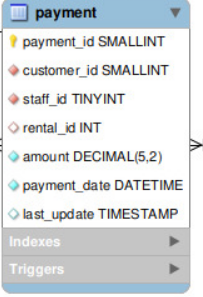 payment
payment_id SMALLINT
customer_id SMALLINT
staff_id TINYINT
rental_id INT
amount DECIMAL(5,2)
payment_date DATETIME
last_update TIMESTAMP
Indexes
Triggers